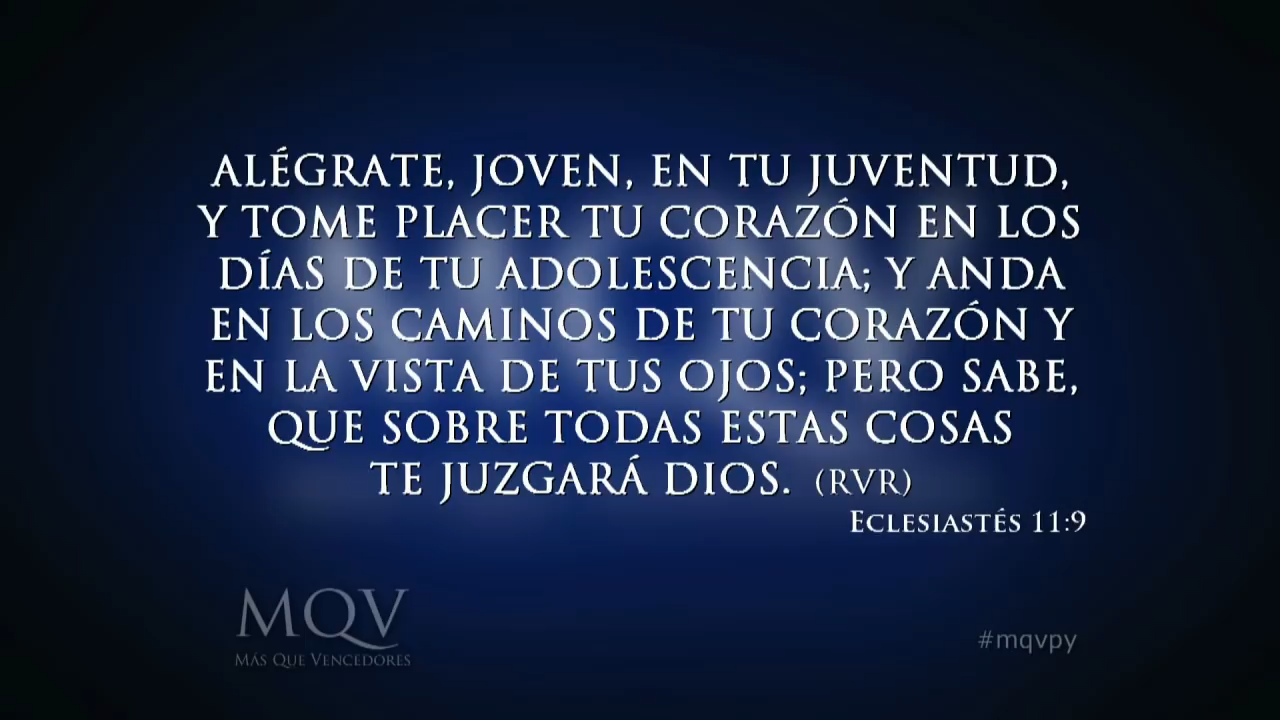 ALÉGRATE, JOVEN, EN TU JUVENTUD,
Y TOME PLACER TU CORAZÓN EN LOS
DÍAS DE TU ADOLESCENCIA; Y ANDA
EN LOS CAMINOS DE TU CORAZÓN Y
EN LA VISTA DE TUS OJOS; PERO SABE,
QUE SOBRE TODAS ESTAS COSAS
TE JUZGARÁ DIOS. (RVR)
ECLESIASTÉS 11:9
MQV
MÁS QUE VENCEDORES
#mqvpy